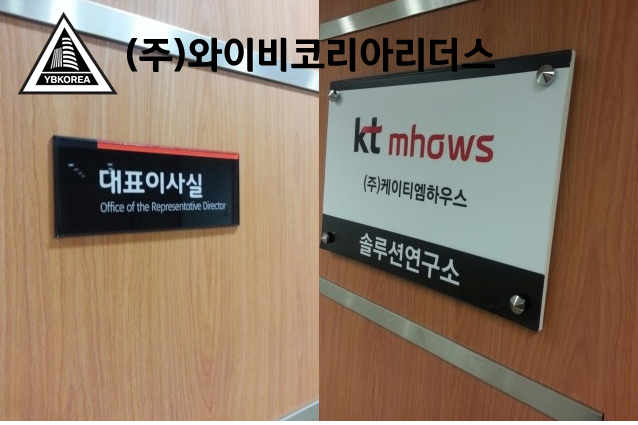 YBKOREA
(주)와이비코리아리더스
대표이사실
Office of the Representative Director
kt mhows
(주)케이티엠하우스
솔루션연구소